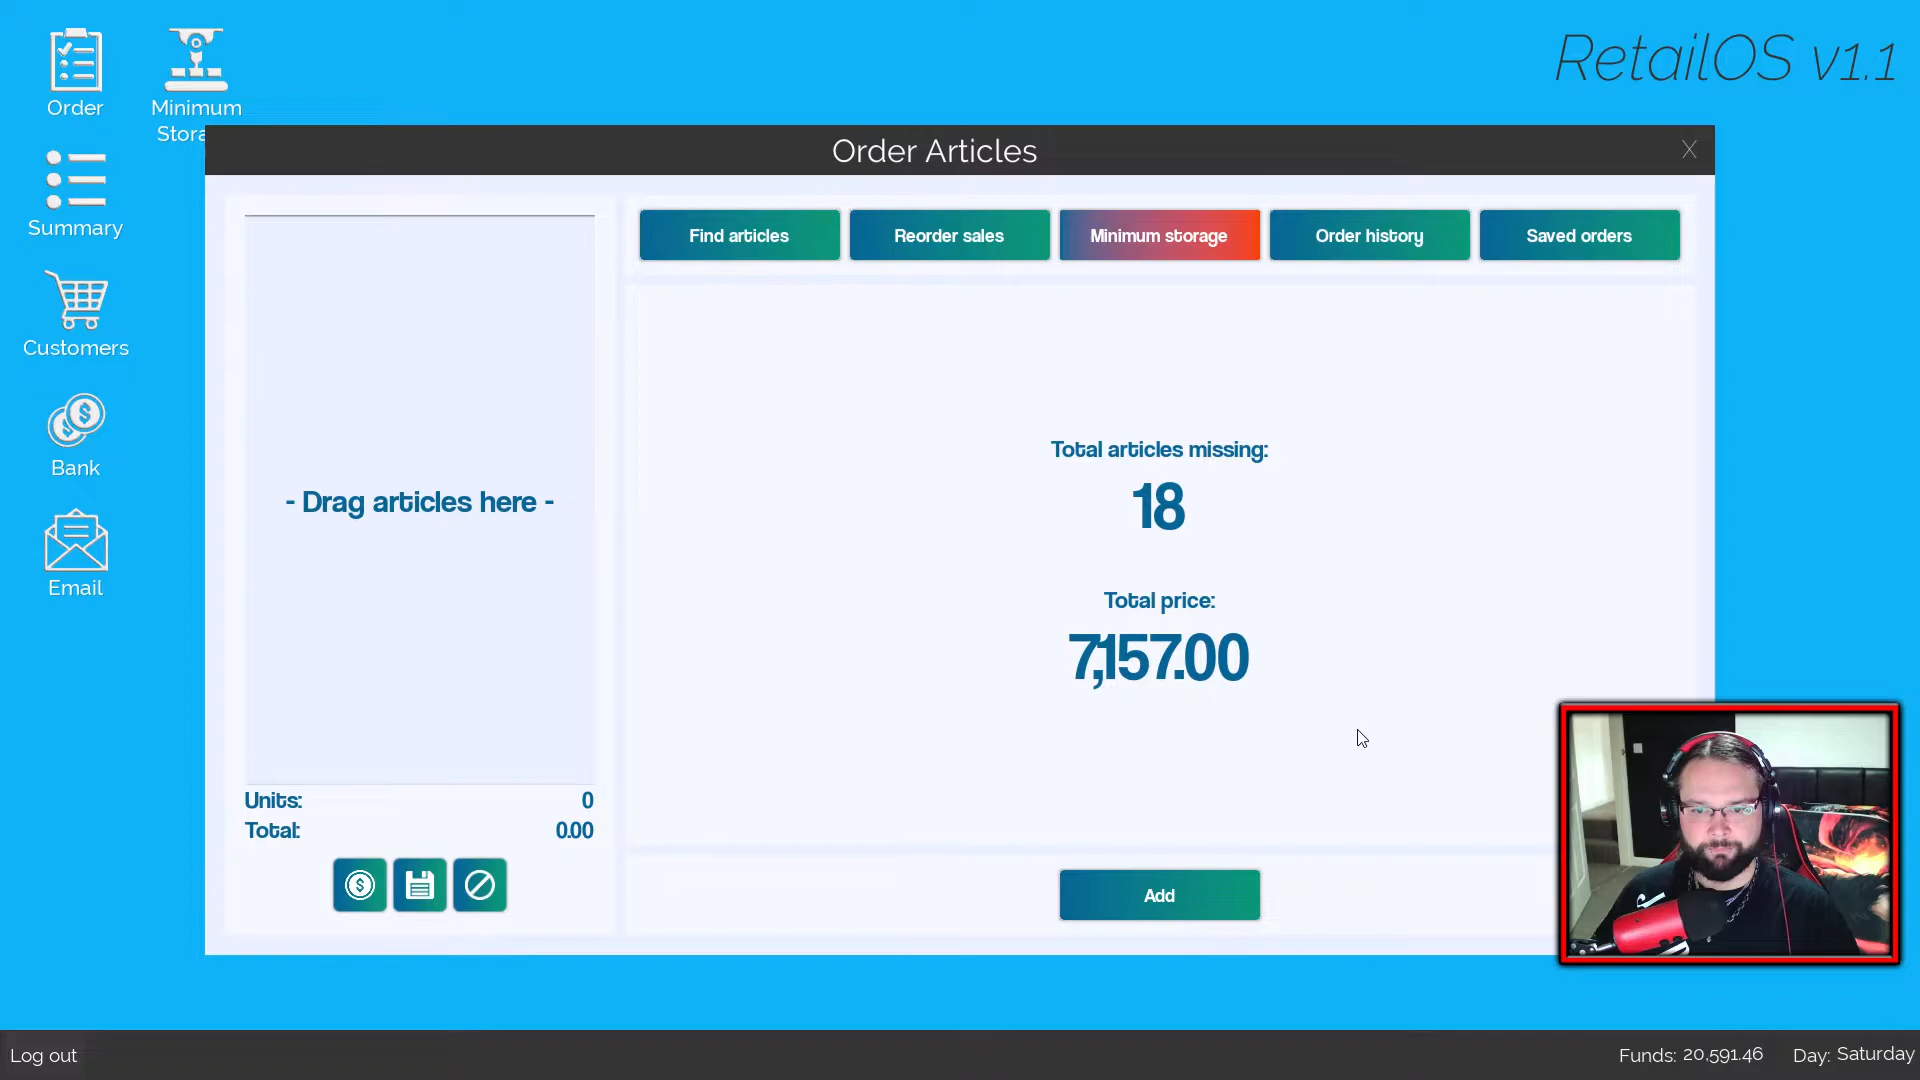 RetailOS v1.1
Order
Minimum
Stora
Summary
Customers
Bank
Email
Order Articles
X
Find articles
Reorder sales
Minimum storage
Order history
Saved orders
- Drag articles here -
Total articles missing:
18
Total price:
7,157.00
Units: 0
Total: 0.00
Add
Log out
Funds: 20,591.46
Day: Saturday